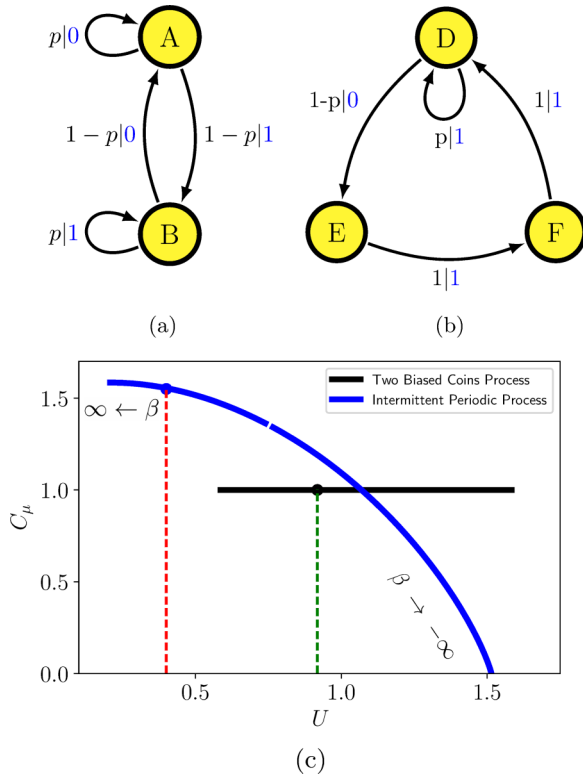 A
p|0
1 − p|0
1 − p|1
p|1
B
(a)
D
1-p|0
p|1
1|1
E
F
1|1
(b)
Two Biased Coins Process
Intermittent Periodic Process
∞ ← β
β → −∞
1.5
1.0
0.5
0.0
Cμ
0.5
1.0
1.5
U
(c)